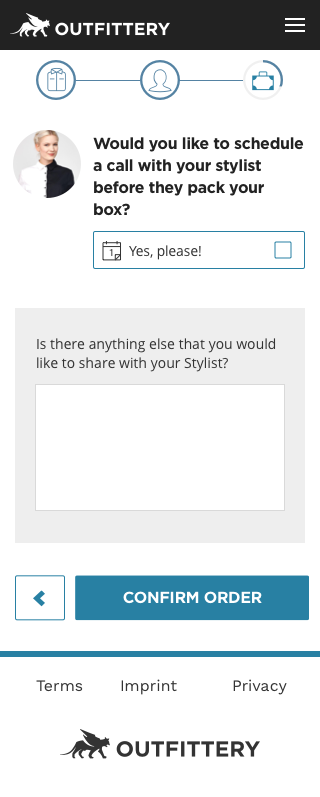 OUTFITTERY
Would you like to schedule
a call with your stylist
before they pack your
box?
1 Yes, please!
Is there anything else that you would
like to share with your Stylist?
CONFIRM ORDER
Terms Imprint Privacy
OUTFITTERY